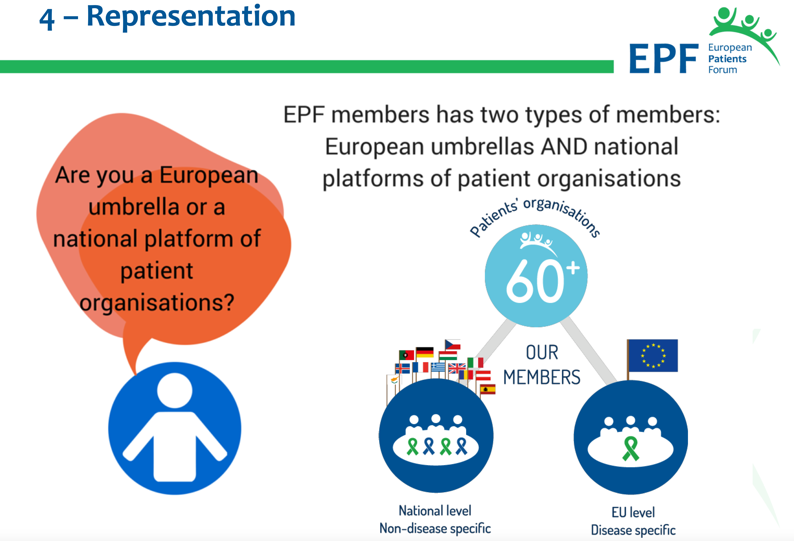 4 – Representation
EPF
European
Patients
Forum
EPF members has two types of members:
European umbrellas AND national
platforms of patient organisations
Are you a European
umbrella or a
national platform of
patient
organisations?
Patients' organisations
60+
OUR
MEMBERS
National level
Non-disease specific
EU level
Disease specific